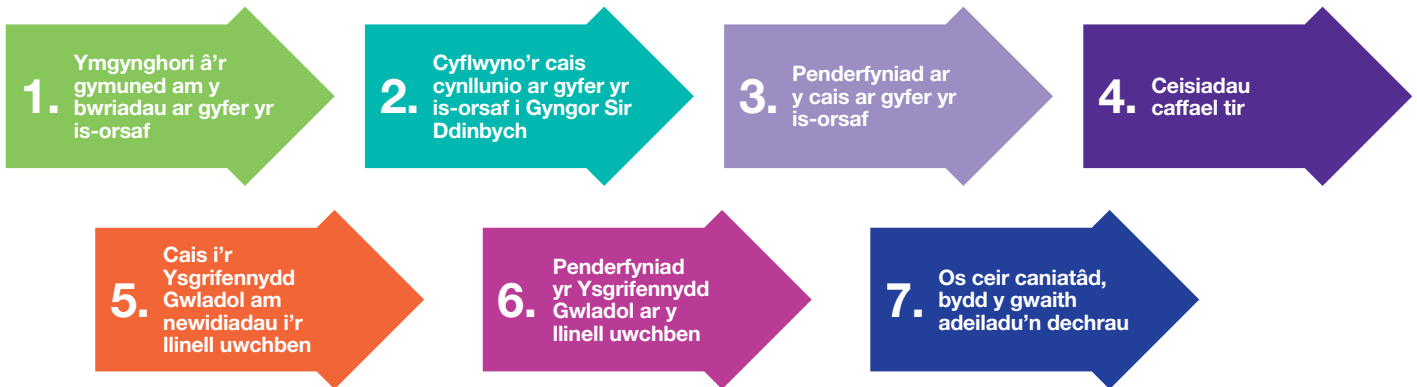 1.
Ymgynghori â'r
gymuned am y
bwriadau ar gyfer yr
is-orsaf
2.
Cyflwyno'r cais
cynllunio ar gyfer yr
is-orsaf i Gyngor Sir
Ddinbych
3.
Penderfyniad ar
y cais ar gyfer yr
is-orsaf
4.
Ceisiadau
caffael tir
5.
Cais i'r
Ysgrifennydd
Gwladol am
newidiadau i'r
llinell uwchben
6.
Penderfyniad
yr Ysgrifennydd
Gwladol ar y
llinell uwchben
7.
Os ceir caniatâd,
bydd y gwaith
adeiladu'n dechrau